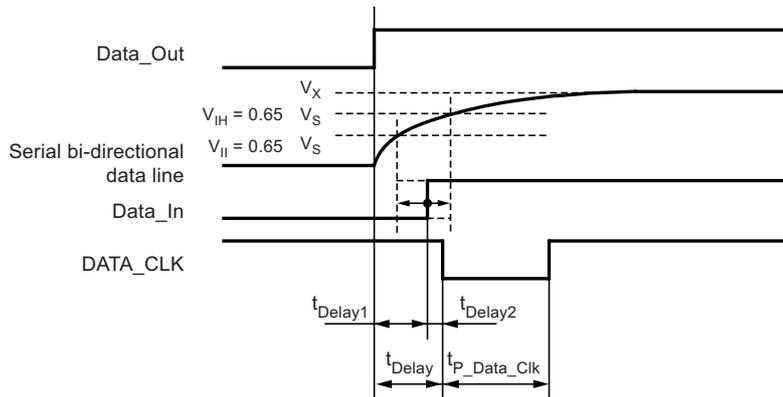 Data_Out
V_X
V_IH = 0.65 V_S
V_Il = 0.65 V_S
Serial bi-directional
data line
Data_In
DATA_CLK
t_Delay1
t_Delay2
t_Delay
t_P_Data_Clk